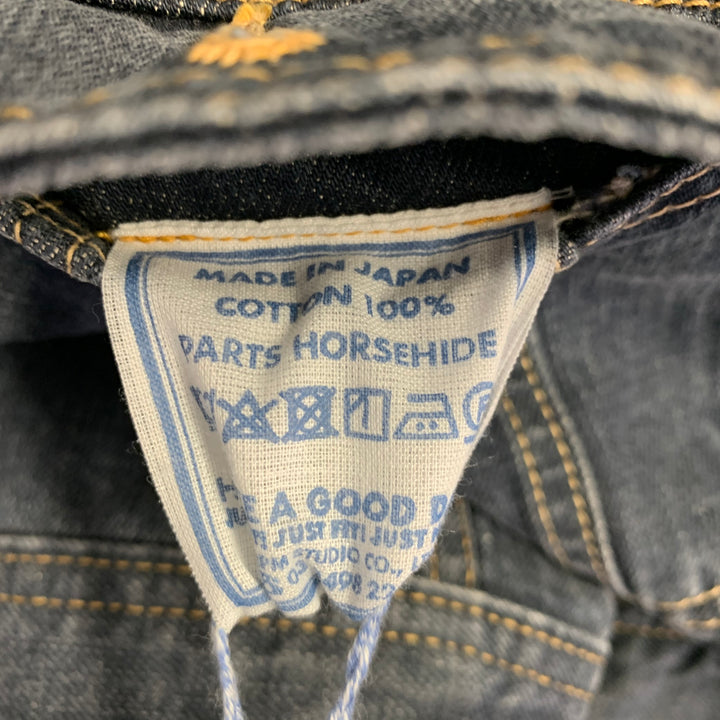 MADE IN JAPAN
COTTON 100%
PARTS HORSEHIDE
A GOOD
JUST FIT! JUST
STUDIO CO